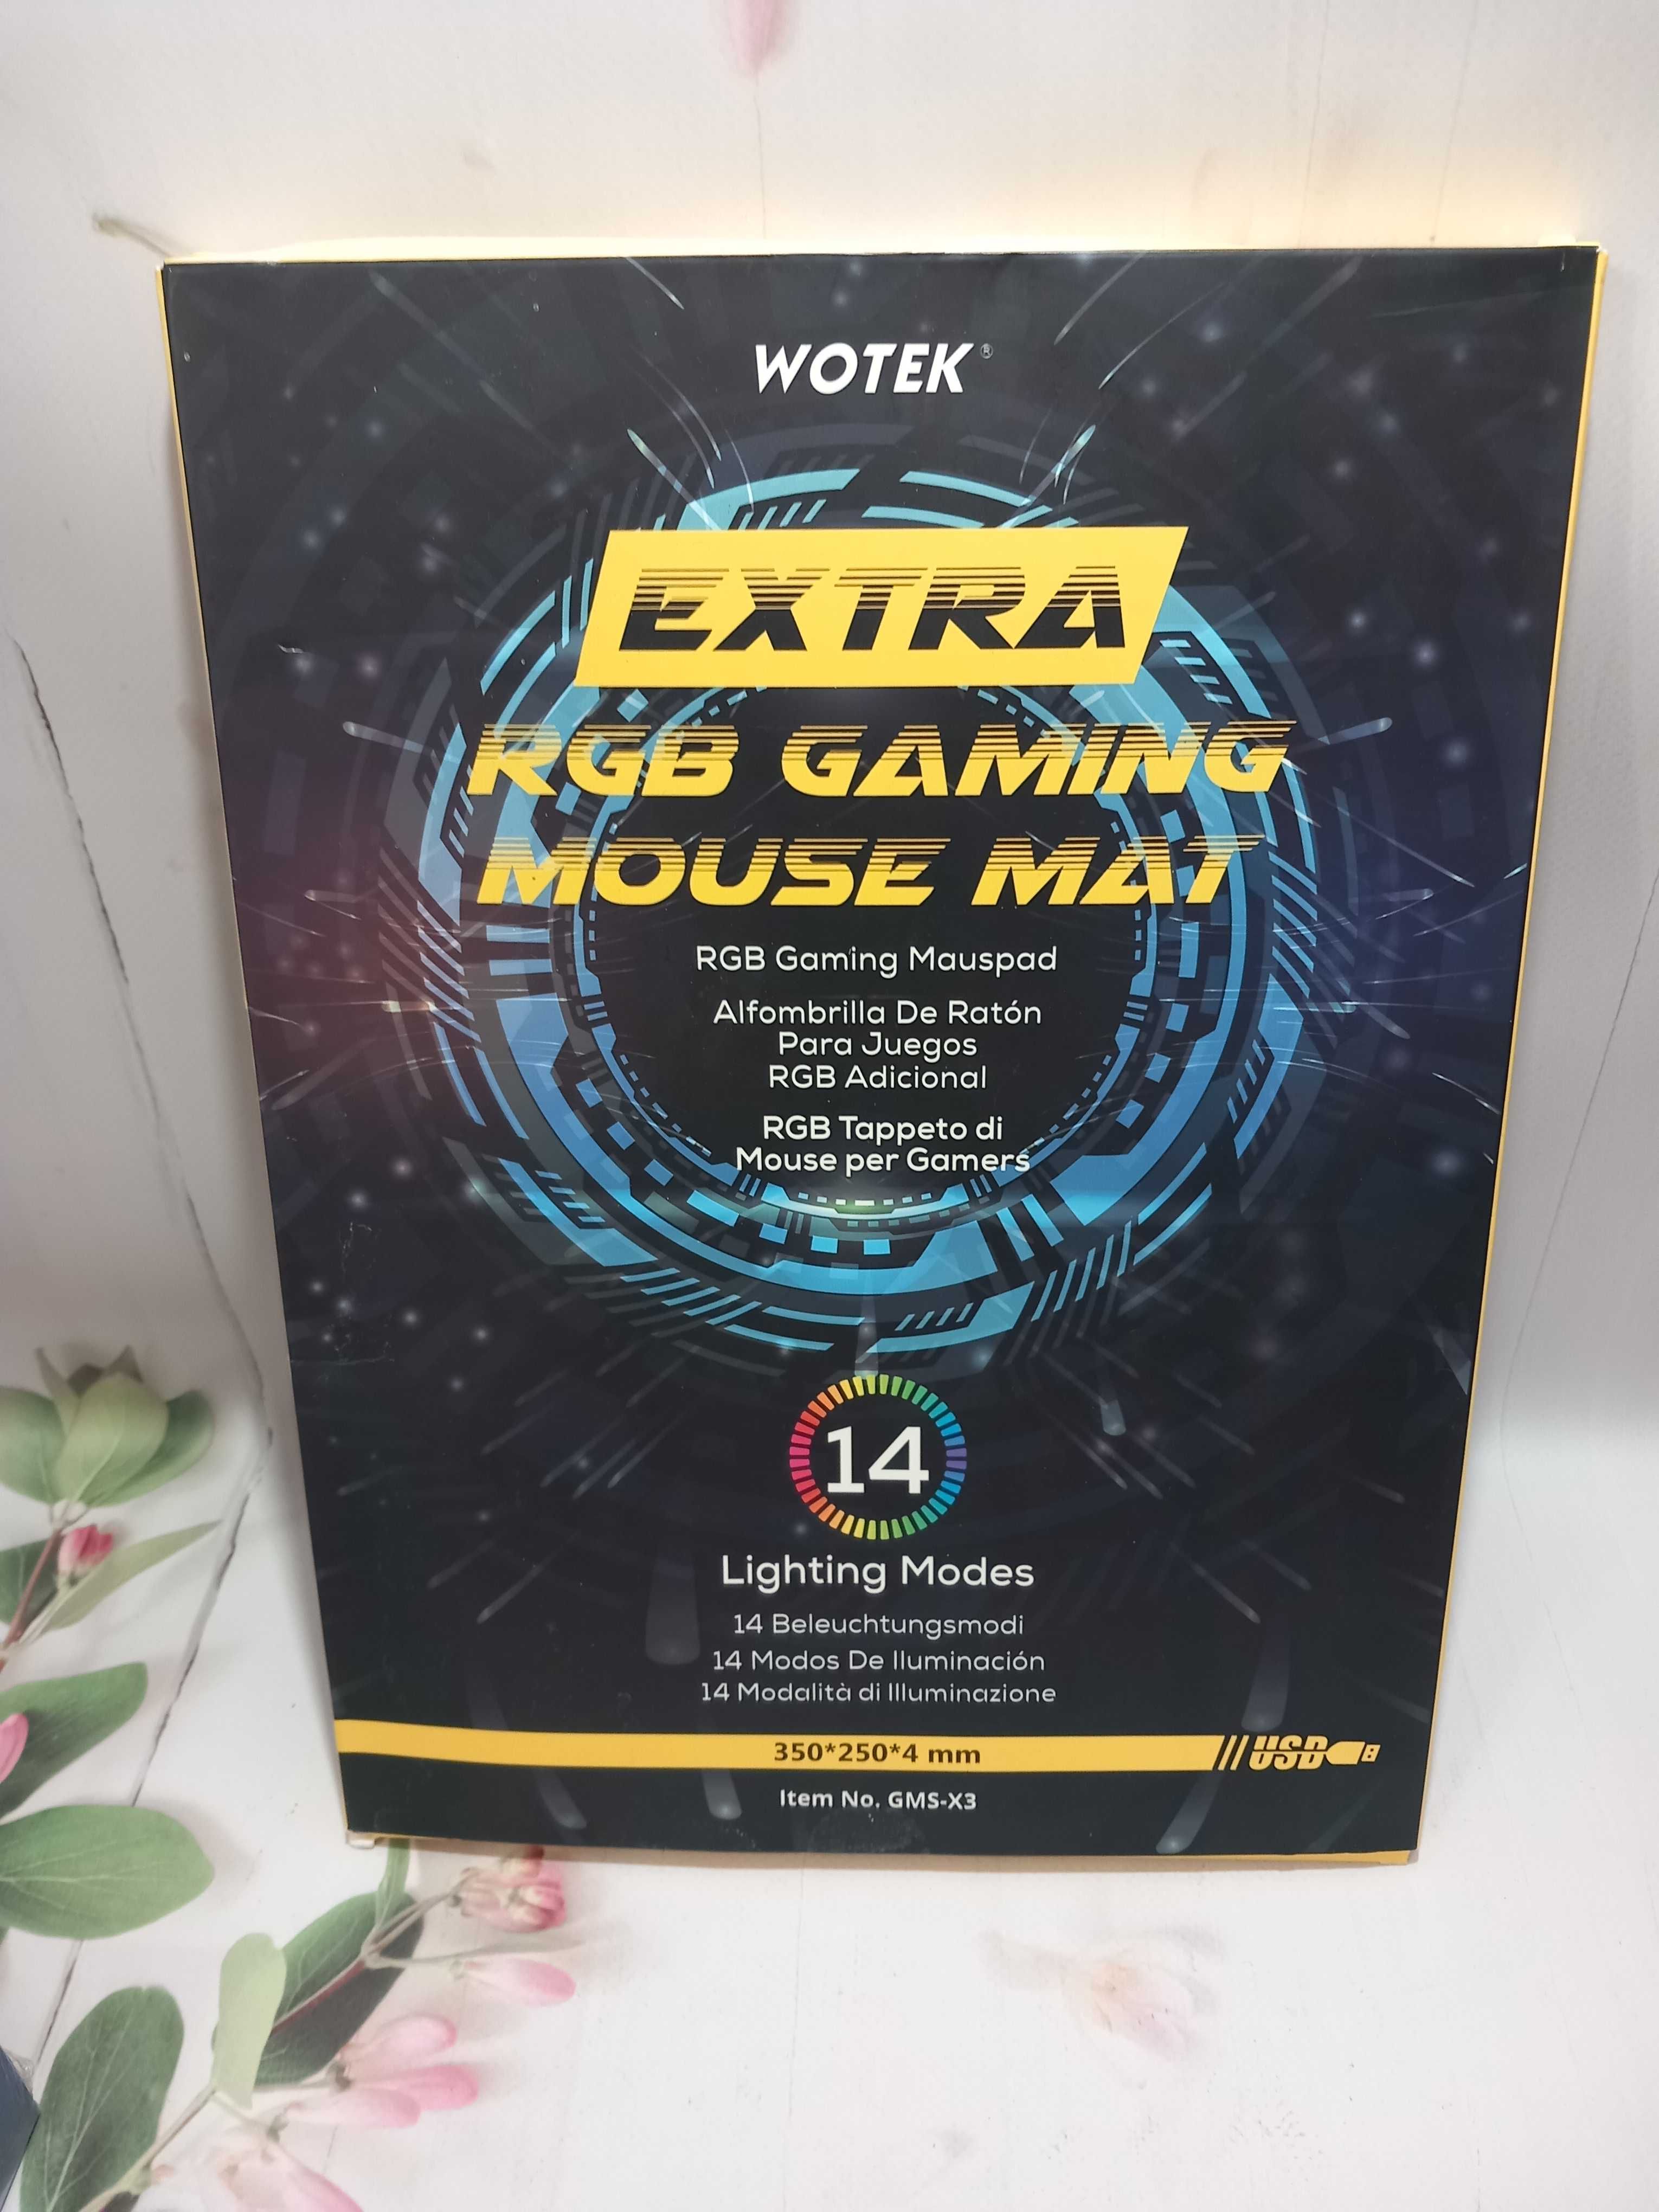 WOTEK®
EXTRA
RGB GAMING
MOUSE MAT
RGB Gaming Mauspad
Alfombrilla De Ratón
Para Juegos
RGB Adicional
RGB Tappeto di
Mouse per Gamers
14
Lighting Modes
14 Beleuchtungsmodi
14 Modos De Iluminación
14 Modalità di Illuminazione
350*250*4 mm
USB
Item No. GMS-X3